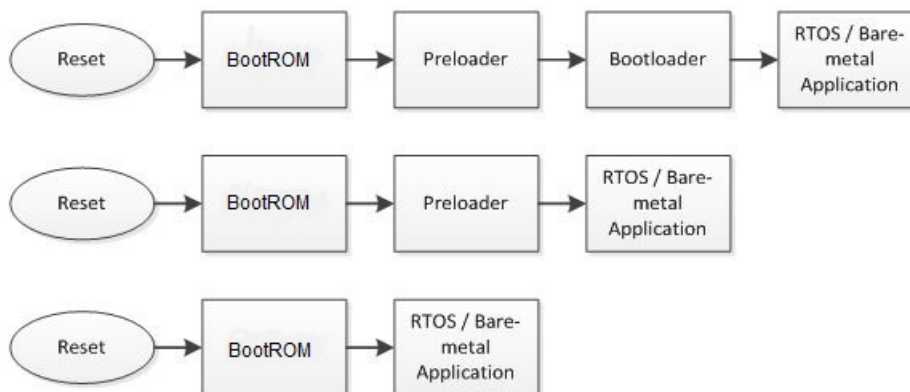 Reset
BootROM
Preloader
Bootloader
RTOS / Bare-
metal
Application
Reset
BootROM
Preloader
RTOS / Bare-
metal
Application
Reset
BootROM
RTOS / Bare-
metal
Application